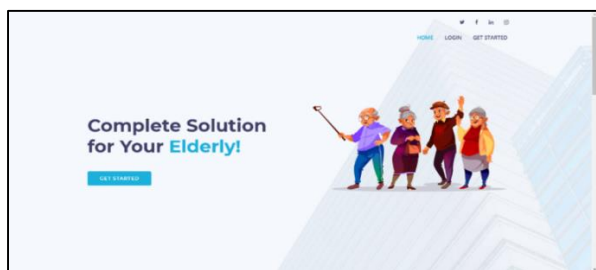 HOME LOGIN GET STARTED
Complete Solution
for Your Elderly!
GET STARTED